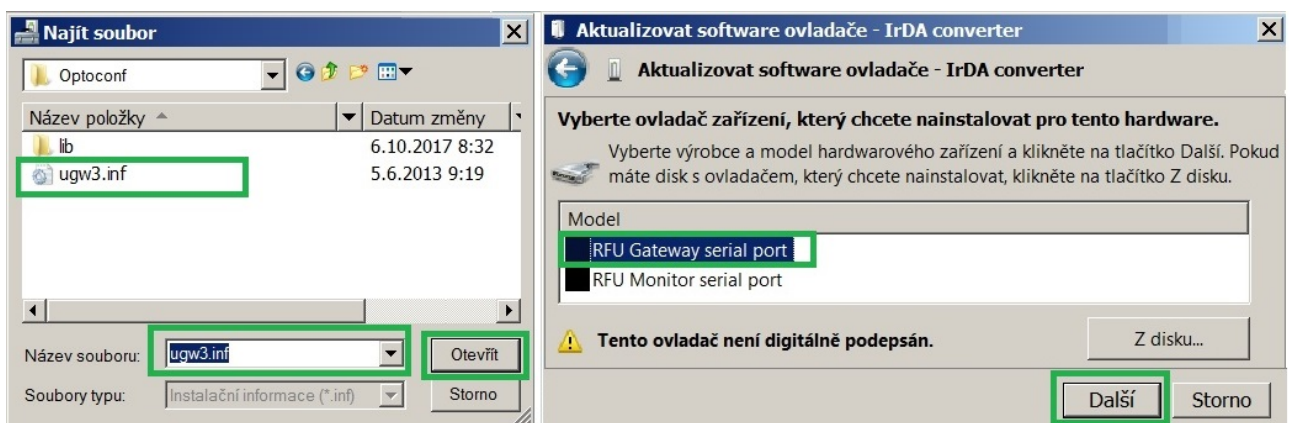 Najít soubor
Optoconf
Název položky
Datum změny
lib
6.10.2017 8:32
ugw3.inf
5.6.2013 9:19
Název souboru:
ugw3.inf
Otevřít
Soubory typu:
Instalační informace (*.inf)
Storno
Aktualizovat software ovladače - IrDA converter
Aktualizovat software ovladače - IrDA converter
Vyberte ovladač zařízení, který chcete nainstalovat pro tento hardware.
Vyberte výrobce a model hardwarového zařízení a klikněte na tlačítko Další. Pokud
máte disk s ovladačem, který chcete nainstalovat, klikněte na tlačítko Z disku.
Model
RFU Gateway serial port
RFU Monitor serial port
Tento ovladač není digitálně podepsán.
Z disku...
Další
Storno